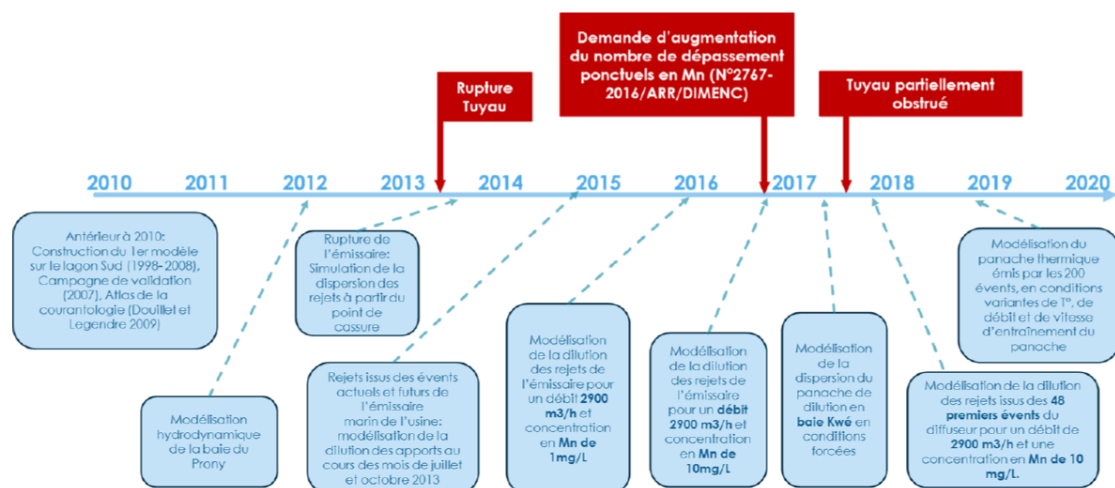 Rupture
Tuyau
Demande d'augmentation
du nombre de dépassement
ponctuels en Mn (N°2767-
2016/ARR/DIMENC)
Tuyau partiellement
obstrué
2010 2011 2012 2013 2014 2015 2016 2017 2018 2019 2020
Antérieur à 2010:
Construction du 1er modèle
sur le lagon Sud (1998-2008),
Campagne de validation
(2007), Atlas de la
courantologie (Douillet et
Legendre 2009)
Modélisation
hydrodynamique
de la baie du
Prony
Rupture de
l'émissaire:
Simulation de la
dispersion des
rejets à partir du
point de
cassure
Rejets issus des évents
actuels et futurs de
l'émissaire
marin de l'usine:
modélisation de la
dilution des apports au
cours des mois de juillet
et octobre 2013
Modélisation
de la dilution
des rejets de
l'émissaire pour
un débit 2900
m3/h et
concentration
en Mn de
1mg/L
Modélisation
de la dilution
des rejets de
l'émissaire
pour un débit
2900 m3/h et
concentration
en Mn de
10mg/L
Modélisation
de la
dispersion du
panache de
dilution en
baie Kwé en
conditions
forcées
Modélisation de la dilution
des rejets issus des 48
premiers évents du
diffuseur pour un débit de
2900 m3/h et une
concentration en Mn de 10
mg/L.
Modélisation du
panache thermique
émis par les 200
évents, en conditions
variantes de T°, de
débit et de vitesse
d'entraînement du
panache